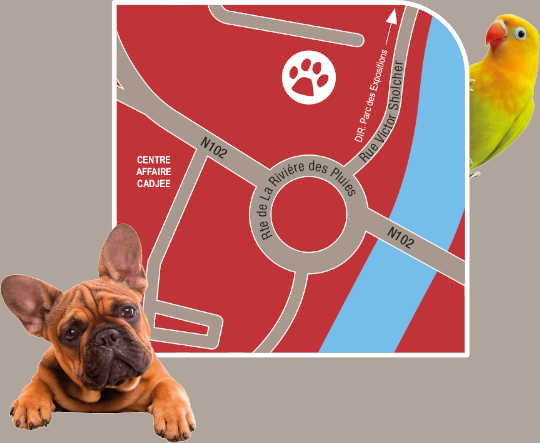 DIR. Parc des Expositions
Rue Victor Sholcher
N102
CENTRE
AFFAIRE
CADJEE
Rte de La Rivière des Pluies
N102